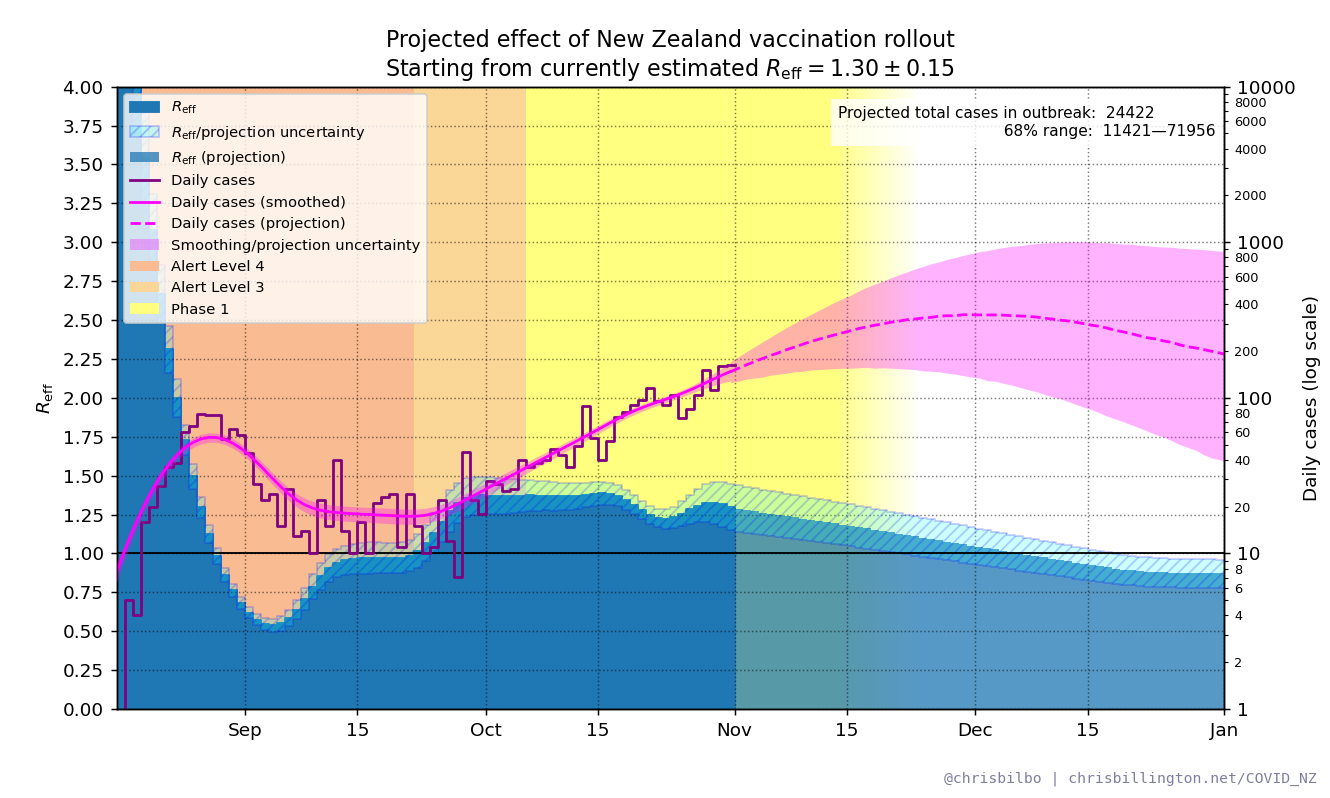 Projected effect of New Zealand vaccination rollout
Starting from currently estimated Reff = 1.30 ± 0.15
Reff
Reff/projection uncertainty
Reff (projection)
Daily cases
Daily cases (smoothed)
Daily cases (projection)
Smoothing/projection uncertainty
Alert Level 4
Alert Level 3
Phase 1
Projected total cases in outbreak: 24422
68% range: 11421—71956
Reff
4.00
3.75
3.50
3.25
3.00
2.75
2.50
2.25
2.00
1.75
1.50
1.25
1.00
0.75
0.50
0.25
0.00
10000
8000
6000
4000
2000
1000
800
600
400
200
100
80
60
40
20
10
8
6
4
2
1
Daily cases (log scale)
Sep 15 Oct 15 Nov 15 Dec 15 Jan
@chrisbilbo | chrisbillington.net/COVID_NZ